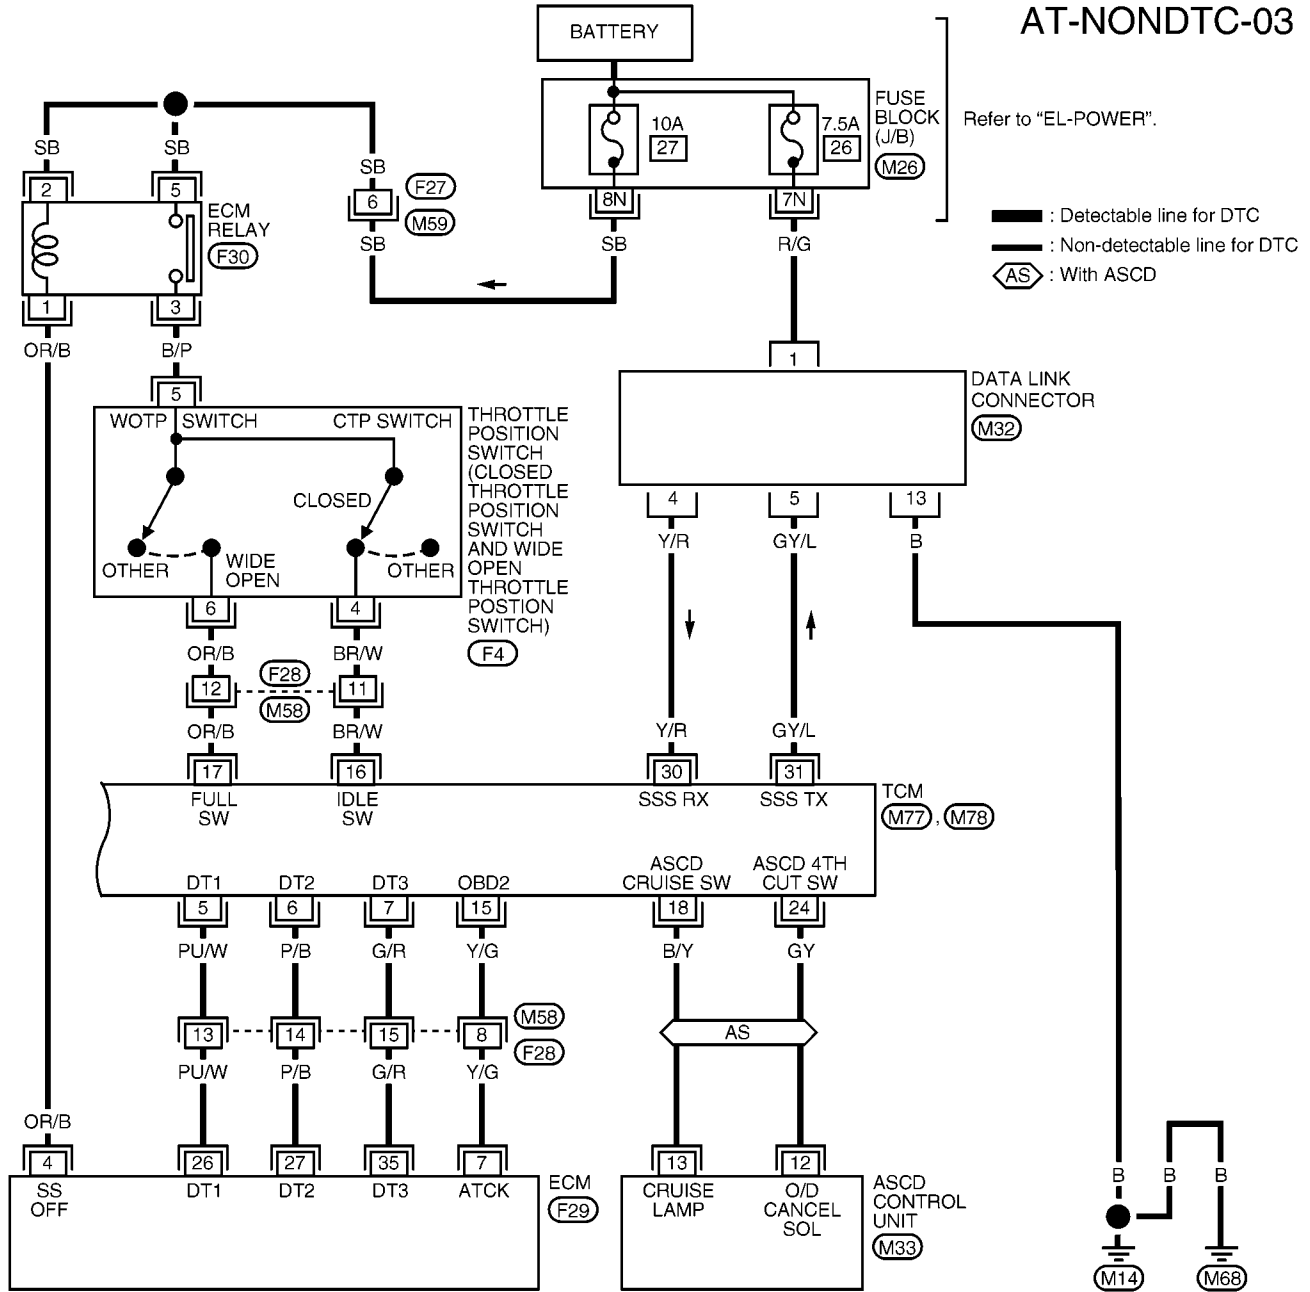 AT-NONDTC-03
BATTERY
FUSE
BLOCK
(J/B)
M26
10A
27
7.5A
26
8N
7N
Refer to "EL-POWER".
: Detectable line for DTC
: Non-detectable line for DTC
AS : With ASCD
SB
SB
SB
F27
6
M59
SB
SB
R/G
2
5
ECM
RELAY
F30
1
3
OR/B
B/P
5
1
DATA LINK
CONNECTOR
M32
WOTP SWITCH
CTP SWITCH
THROTTLE
POSITION
SWITCH
(CLOSED
THROTTLE
POSITION
SWITCH
AND WIDE
OPEN
THROTTLE
POSTION
SWITCH)
F4
CLOSED
OTHER
WIDE
OPEN
OTHER
6
4
4
5
13
Y/R
GY/L
B
OR/B
BR/W
12
F28
M58
11
OR/B
BR/W
Y/R
GY/L
17
16
30
31
FULL
SW
IDLE
SW
SSS RX
SSS TX
TCM
M77 , M78
DT1
DT2
DT3
OBD2
ASCD
CRUISE SW
ASCD 4TH
CUT SW
5
6
7
15
18
24
PU/W
P/B
G/R
Y/G
B/Y
GY
13
14
15
8
M58
F28
AS
PU/W
P/B
G/R
Y/G
OR/B
4
26
27
35
7
13
12
SS
OFF
DT1
DT2
DT3
ATCK
ECM
F29
CRUISE
LAMP
O/D
CANCEL
SOL
ASCD
CONTROL
UNIT
M33
B
B
B
M14
M68